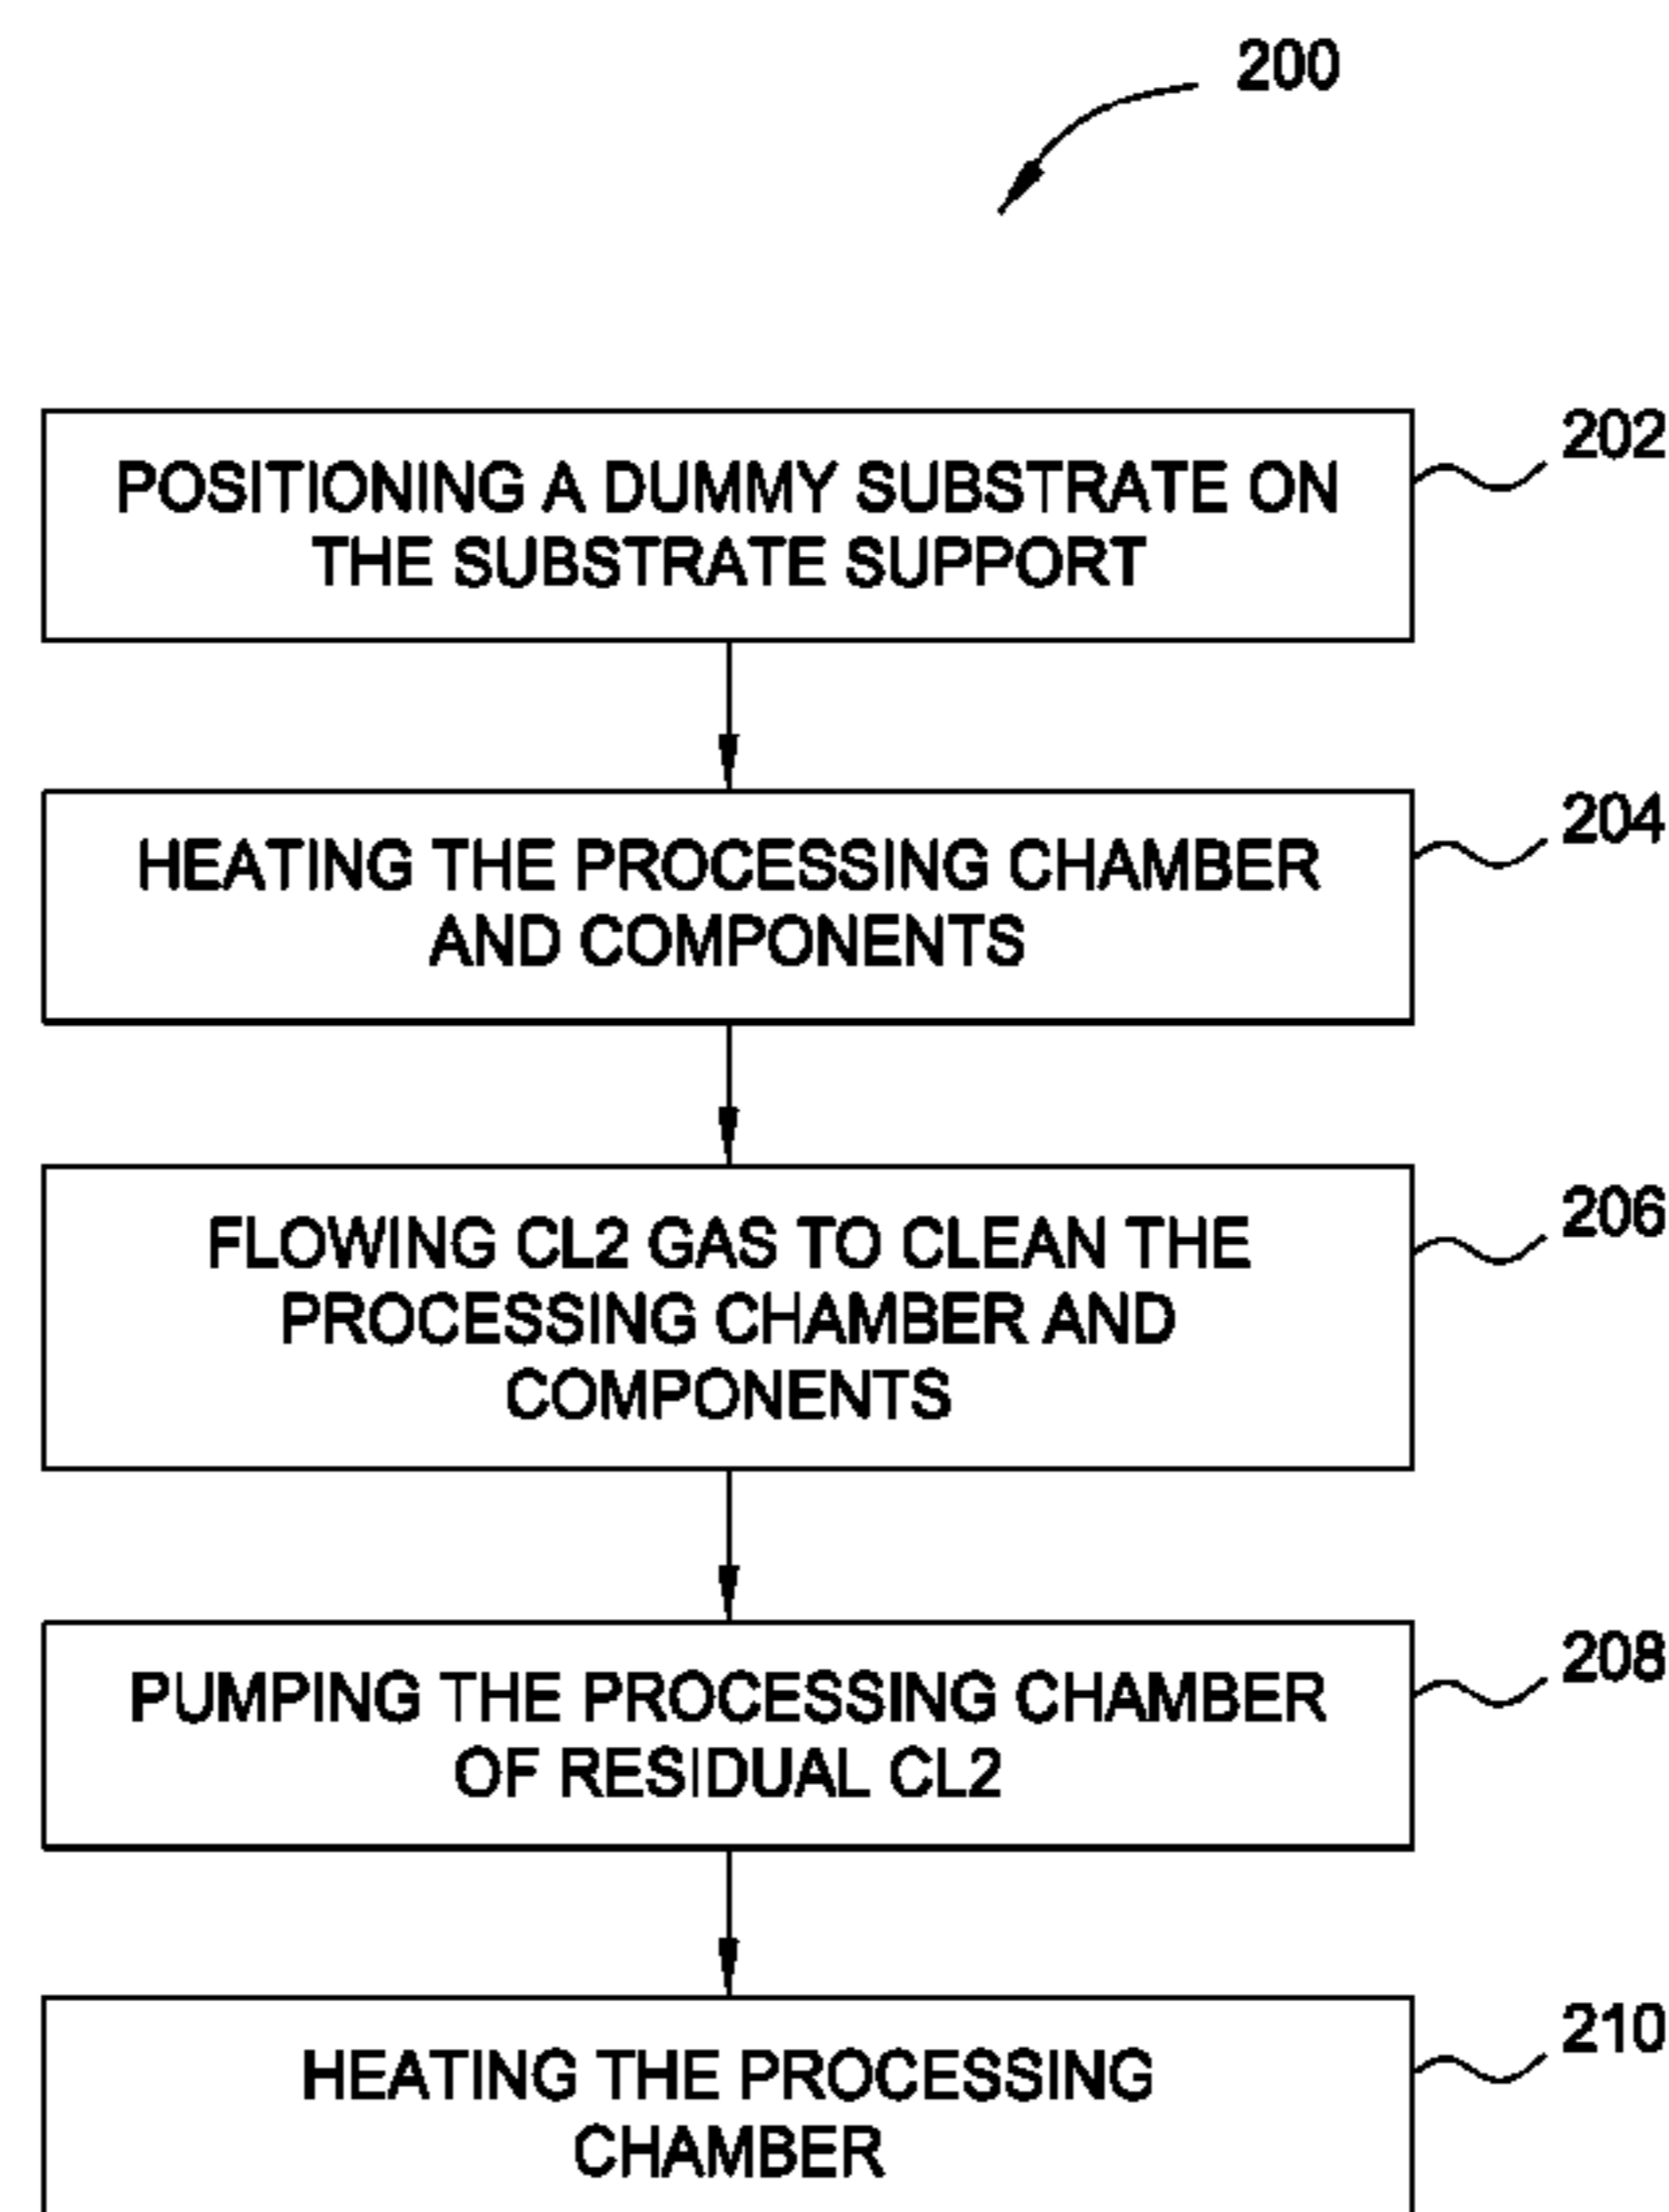 200
POSITIONING A DUMMY SUBSTRATE ON
THE SUBSTRATE SUPPORT
202
HEATING THE PROCESSING CHAMBER
AND COMPONENTS
204
FLOWING CL2 GAS TO CLEAN THE
PROCESSING CHAMBER AND
COMPONENTS
206
PUMPING THE PROCESSING CHAMBER
OF RESIDUAL CL2
208
HEATING THE PROCESSING
CHAMBER
210